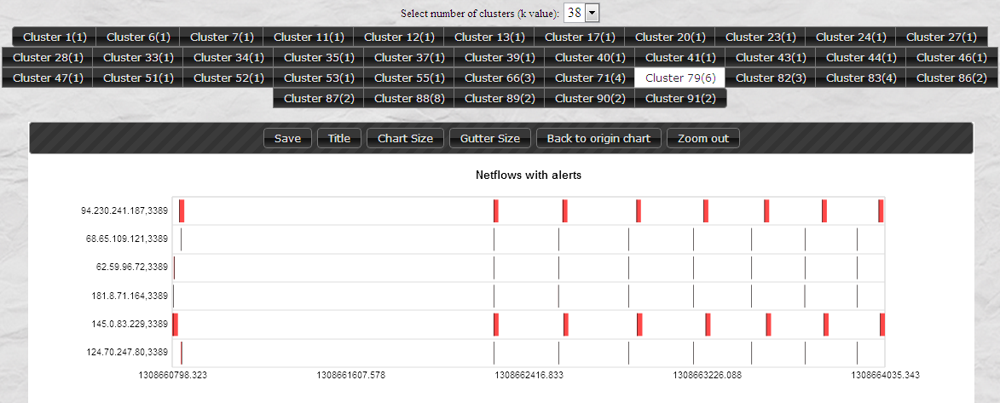 Select number of clusters (k value): 38
Cluster 1(1) Cluster 6(1) Cluster 7(1) Cluster 11(1) Cluster 12(1) Cluster 13(1) Cluster 17(1) Cluster 20(1) Cluster 23(1) Cluster 24(1) Cluster 27(1)
Cluster 28(1) Cluster 33(1) Cluster 34(1) Cluster 35(1) Cluster 37(1) Cluster 39(1) Cluster 40(1) Cluster 41(1) Cluster 43(1) Cluster 44(1) Cluster 46(1)
Cluster 47(1) Cluster 51(1) Cluster 52(1) Cluster 53(1) Cluster 55(1) Cluster 66(3) Cluster 71(4) Cluster 79(6) Cluster 82(3) Cluster 83(4) Cluster 86(2)
Cluster 87(2) Cluster 88(8) Cluster 89(2) Cluster 90(2) Cluster 91(2)
Save Title Chart Size Gutter Size Back to origin chart Zoom out
Netflows with alerts
94.230.241.187,3389
68.65.109.121,3389
62.59.96.72,3389
181.8.71.164,3389
145.0.83.229,3389
124.70.247.80,3389
1308660798.323 1308661607.578 1308662416.833 1308663226.088 1308664035.343